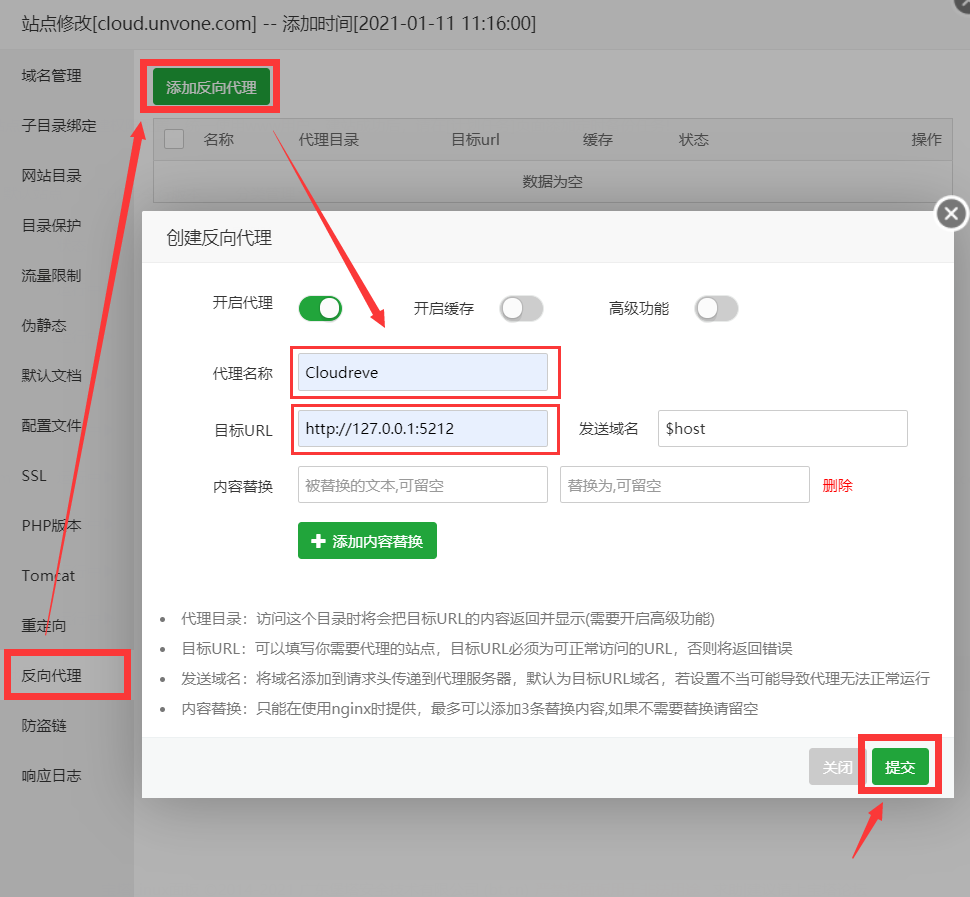 站点修改[cloud.unvone.com] -- 添加时间[2021-01-11 11:16:00]
域名管理
子目录绑定
网站目录
目录保护
流量限制
伪静态
默认文档
配置文件
SSL
PHP版本
Tomcat
重定向
反向代理
防盗链
响应日志
添加反向代理
名称 代理目录 目标url 缓存 状态 操作
数据为空
创建反向代理
开启代理 开启缓存 高级功能
代理名称 Cloudreve
目标URL http://127.0.0.1:5212 发送域名 $host
内容替换 被替换的文本,可留空 替换为,可留空 删除
添加内容替换
代理目录：访问这个目录时将会把目标URL的内容返回并显示(需要开启高级功能)
目标URL：可以填写你需要代理的站点，目标URL必须为可正常访问的URL，否则将返回错误
发送域名：将域名添加到请求头传递到代理服务器，默认为目标URL域名，若设置不当可能导致代理无法正常运行
内容替换：只能在使用nginx时提供，最多可以添加3条替换内容,如果不需要替换请留空
关闭 提交